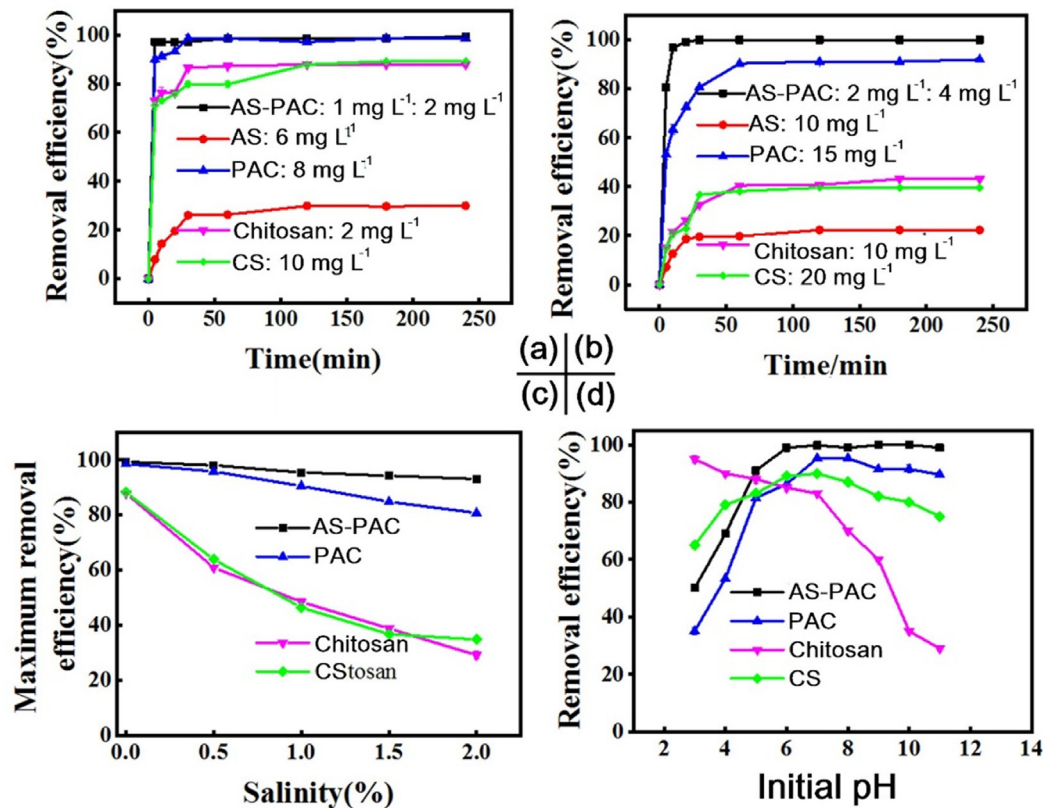 Removal efficiency(%)
100
80
60
40
20
0
AS-PAC: 1 mg L⁻¹: 2 mg L⁻¹
AS: 6 mg L¹
PAC: 8 mg L⁻¹
Chitosan: 2 mg L⁻¹
CS: 10 mg L⁻¹
0 50 100 150 200 250
Time(min)
Removal efficiency(%)
100
80
60
40
20
0
AS-PAC: 2 mg L⁻¹: 4 mg L⁻¹
AS: 10 mg L⁻¹
PAC: 15 mg L⁻¹
Chitosan: 10 mg L⁻¹
CS: 20 mg L⁻¹
0 50 100 150 200 250
Time/min
(a) (b)
(c) (d)
Maximum removal
efficiency(%)
100
80
60
40
20
0
AS-PAC
PAC
Chitosan
CStosan
0.0 0.5 1.0 1.5 2.0
Salinity(%)
Removal efficiency(%)
100
80
60
40
20
0
AS-PAC
PAC
Chitosan
CS
2 4 6 8 10 12 14
Initial pH